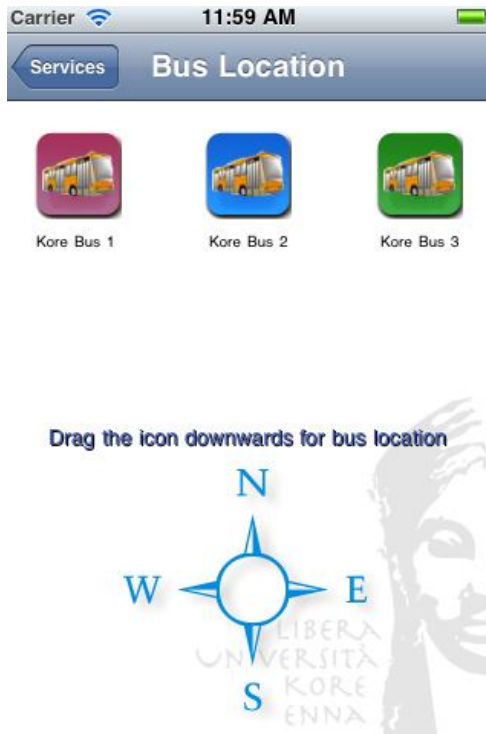 Carrier 11:59 AM
Services Bus Location
Kore Bus 1 Kore Bus 2 Kore Bus 3
Drag the icon downwards for bus location
N
W E
LIBERA
UNIVERSITÀ
S KORE
ENNA